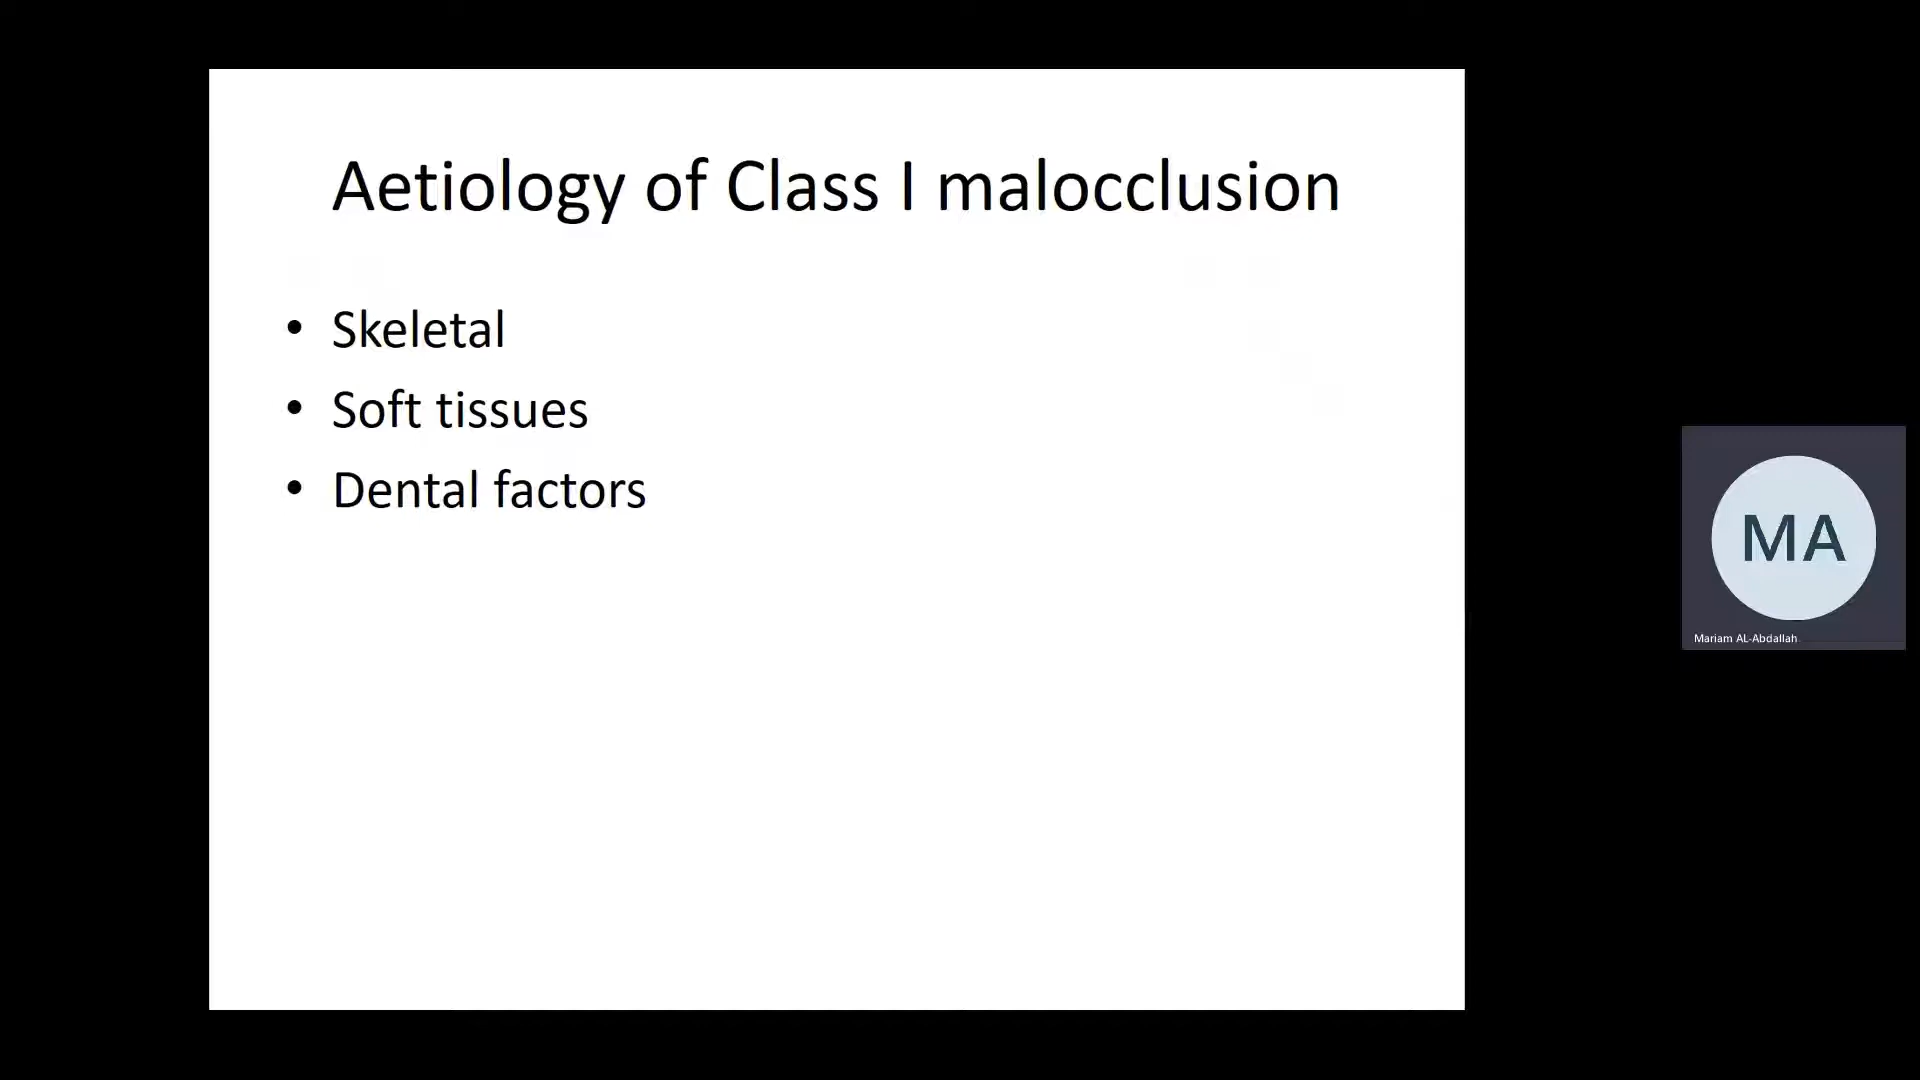 Aetiology of Class I malocclusion
• Skeletal
• Soft tissues
• Dental factors
MA
Mariam AL-Abdallah